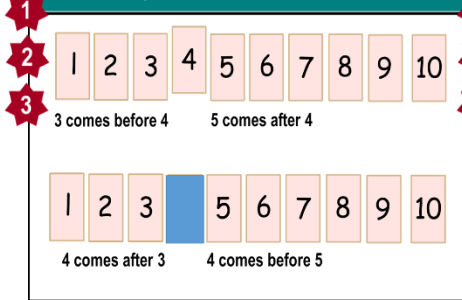 1
2
3
1 2 3 4 5 6 7 8 9 10
3 comes before 4 5 comes after 4
1 2 3 5 6 7 8 9 10
4 comes after 3 4 comes before 5